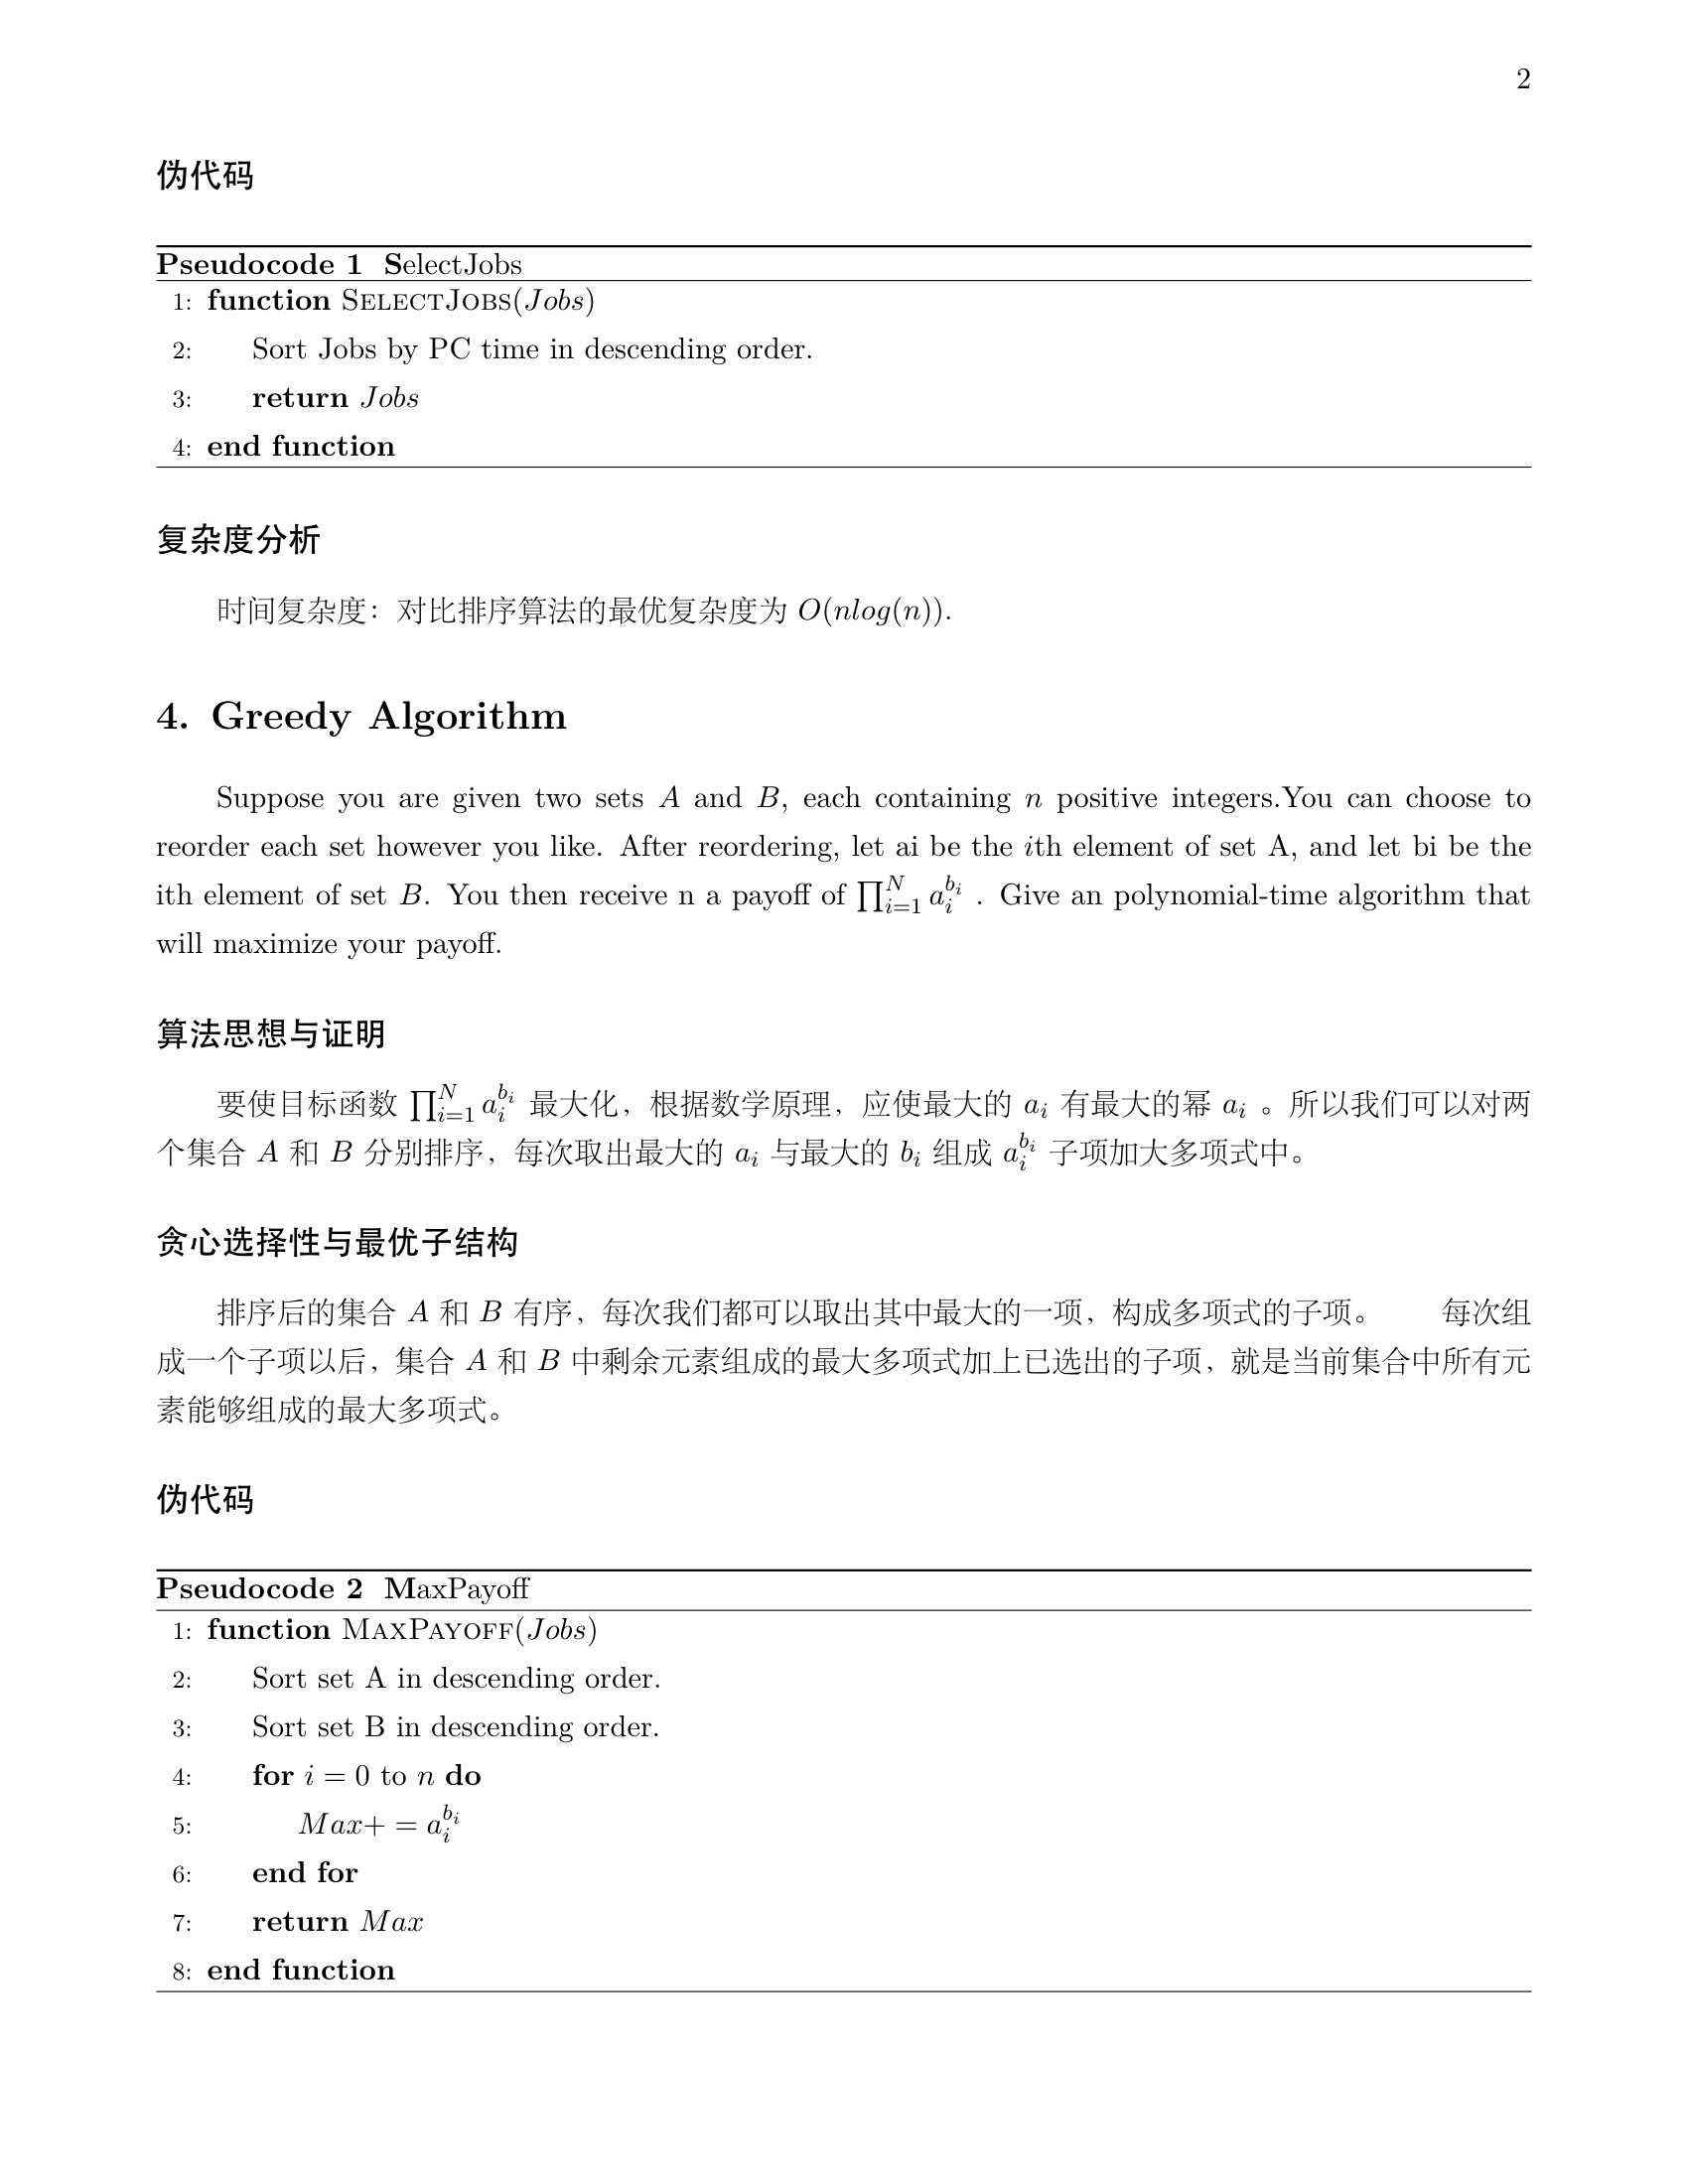 2
伪代码
Pseudocode 1 SelectJobs
1: function SELECTJOBS(Jobs)
2: Sort Jobs by PC time in descending order.
3: return Jobs
4: end function
复杂度分析
时间复杂度：对比排序算法的最优复杂度为 O(nlog(n)).
4. Greedy Algorithm
Suppose you are given two sets A and B, each containing n positive integers.You can choose to
reorder each set however you like. After reordering, let ai be the ith element of set A, and let bi be the
ith element of set B. You then receive n a payoff of $\prod_{i=1}^{N} a_i^{b_i}$ . Give an polynomial-time algorithm that
will maximize your payoff.
算法思想与证明
要使目标函数 $\prod_{i=1}^{N} a_i^{b_i}$ 最大化，根据数学原理，应使最大的 $a_i$ 有最大的幂 $a_i$ 。所以我们可以对两
个集合 A 和 B 分别排序，每次取出最大的 $a_i$ 与最大的 $b_i$ 组成 $a_i^{b_i}$ 子项加大多项式中。
贪心选择性与最优子结构
排序后的集合 A 和 B 有序，每次我们都可以取出其中最大的一项，构成多项式的子项。 每次组
成一个子项以后，集合 A 和 B 中剩余元素组成的最大多项式加上已选出的子项，就是当前集合中所有元
素能够组成的最大多项式。
伪代码
Pseudocode 2 MaxPayoff
1: function MAXPAYOFF(Jobs)
2: Sort set A in descending order.
3: Sort set B in descending order.
4: for i = 0 to n do
5: $Max+ = a_i^{b_i}$
6: end for
7: return Max
8: end function